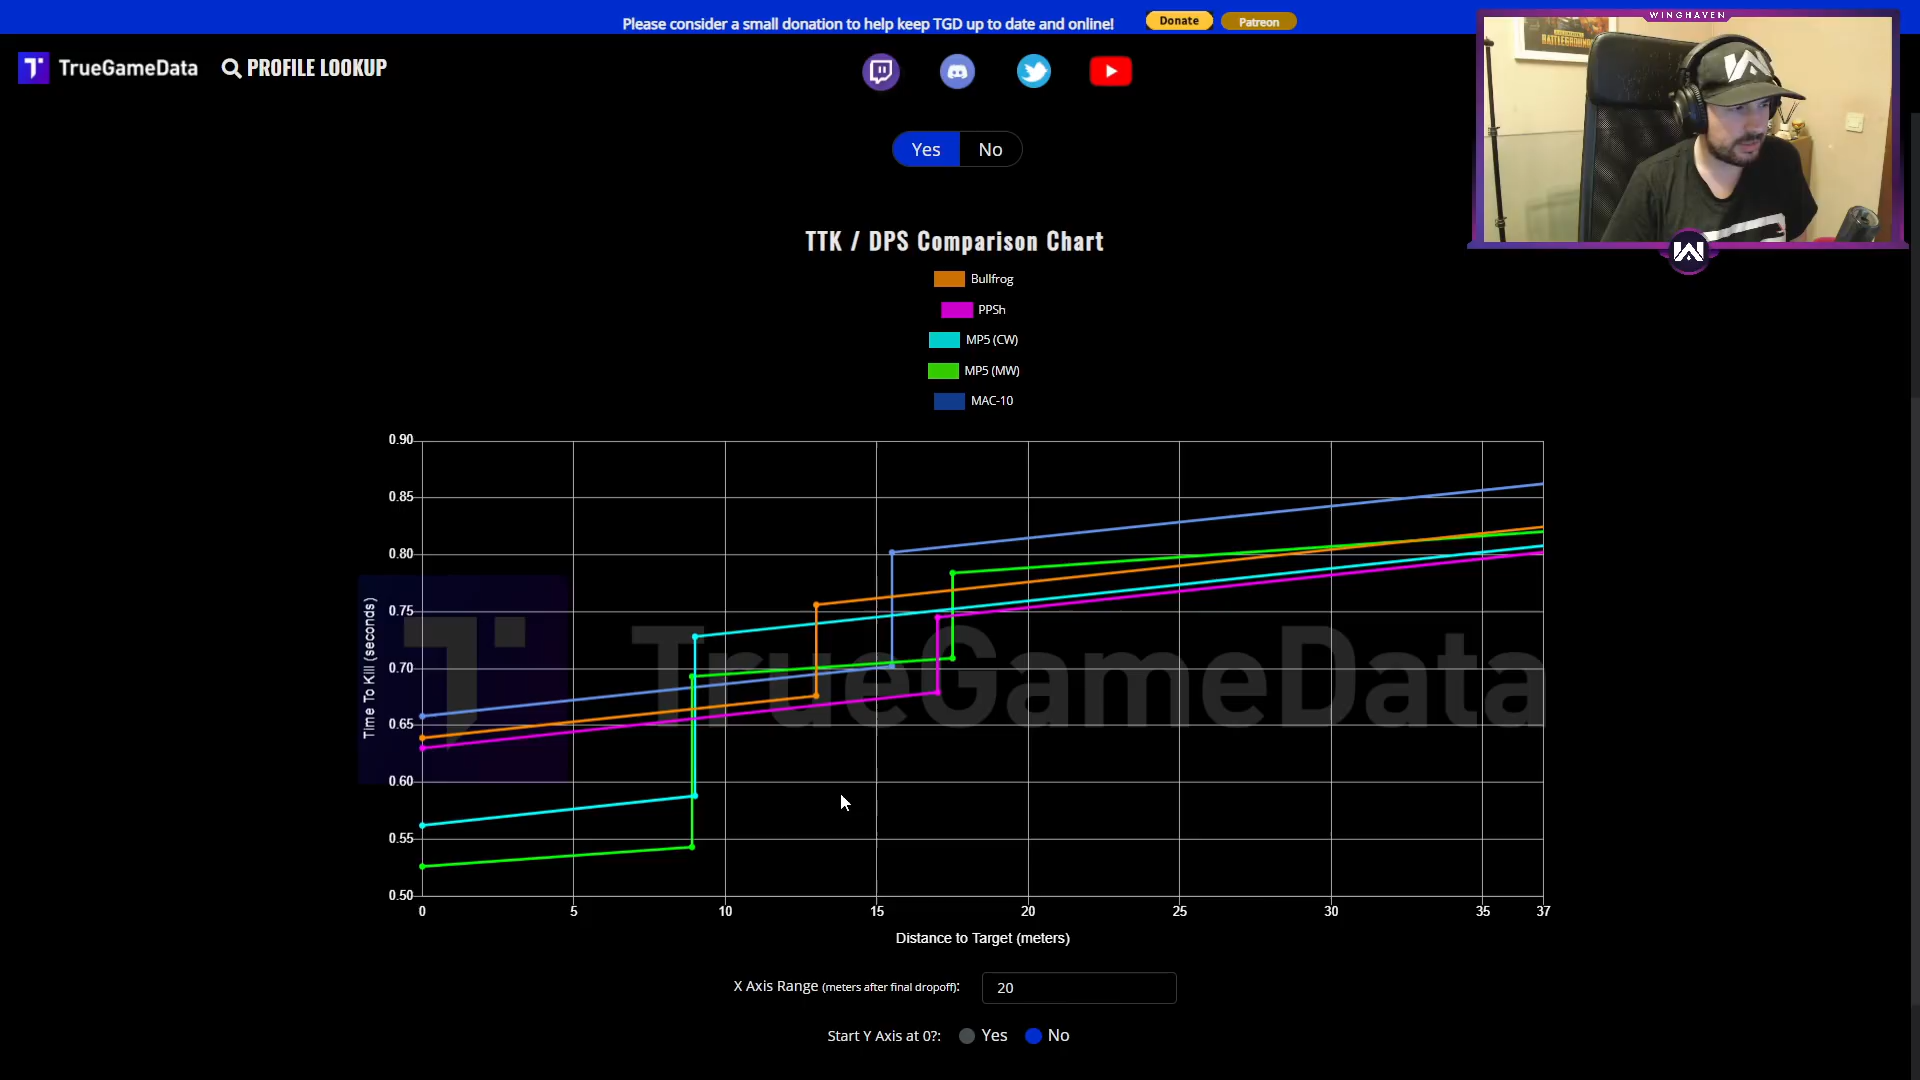 Please consider a small donation to help keep TGD up to date and online!
Donate
Patreon
WINGHAVEN
TrueGameData
PROFILE LOOKUP
BATTLEGROUNDS
Yes
No
TTK / DPS Comparison Chart
Bullfrog
PPSh
MP5 (CW)
MP5 (MW)
MAC-10
0.90
0.85
0.80
0.75
0.70
0.65
0.60
0.55
0.50
Time To Kill (seconds)
TrueGameData
0
5
10
15
20
25
30
35
37
Distance to Target (meters)
X Axis Range (meters after final dropoff):
20
Start Y Axis at 0?:
Yes
No